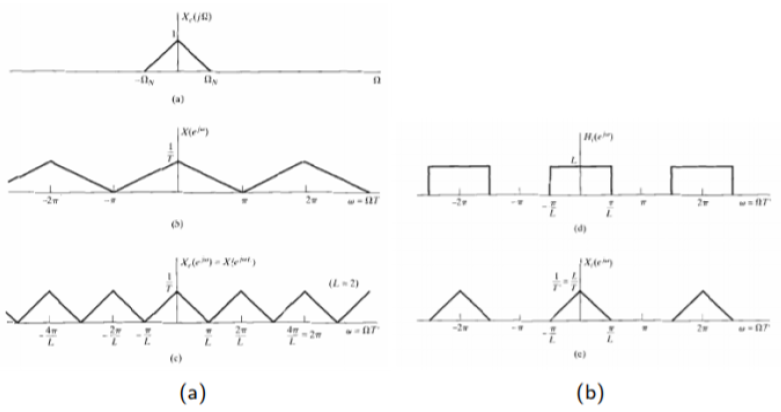 X_c(jΩ)
1
-Ω_N
Ω_N
Ω
(a)
X(e^{jω})
1/T
-2π
-π
π
2π
ω = ΩT
(b)
X_e(e^{jω}) = X(e^{jωL})
1/T
(L = 2)
-4π/L
-2π/L
-π/L
π/L
2π/L
4π/L = 2π
ω = ΩT'
(c)
H_i(e^{jω})
L
-2π
-π
-π/L
π/L
π
2π
ω = ΩT'
(d)
X_i(e^{jω})
1/T' = L/T
-2π
-π
-π/L
π/L
π
2π
ω = ΩT'
(e)
(a)
(b)